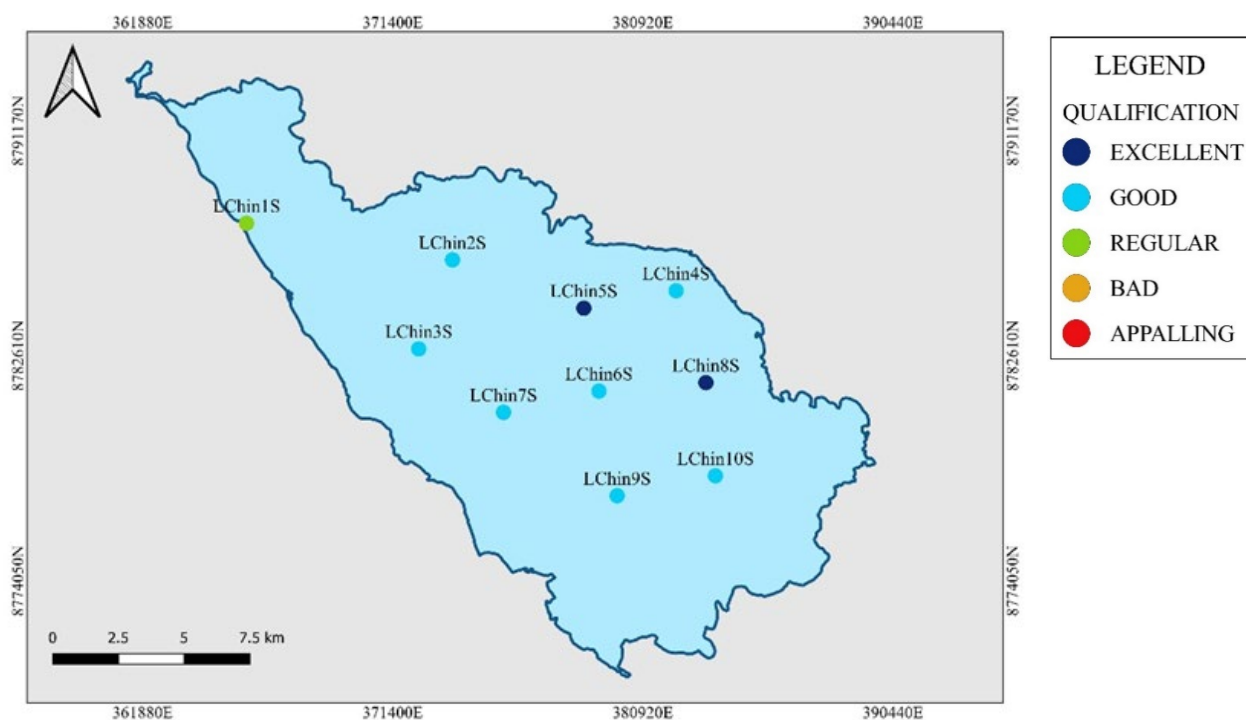 361880E 371400E 380920E 390440E
8791170N
8782610N
8774050N
LChin1S
LChin2S
LChin4S
LChin5S
LChin3S
LChin6S
LChin8S
LChin7S
LChin10S
LChin9S
0 2.5 5 7.5 km
361880E 371400E 380920E 390440E
8791170N
8782610N
8774050N
LEGEND
QUALIFICATION
EXCELLENT
GOOD
REGULAR
BAD
APPALLING